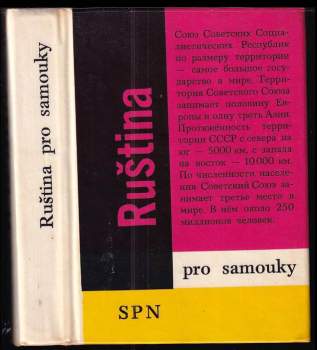 Ruština pro samouky
Ruština
Союз Советских Социа-
листических Республик
по размеру территории
— самое большое госу-
дарство в мире. Терри-
тория Советского Союза
занимает половину Ев-
ропы и одну треть Азии.
Протяжённость терри-
тории СССР с севера на
юг — 5000 км, с запада
на восток — 10 000 км.
По численности населе-
ния Советский Союз за-
нимает третье место в
мире. В нём около 250
миллионов человек.
pro samouky
SPN